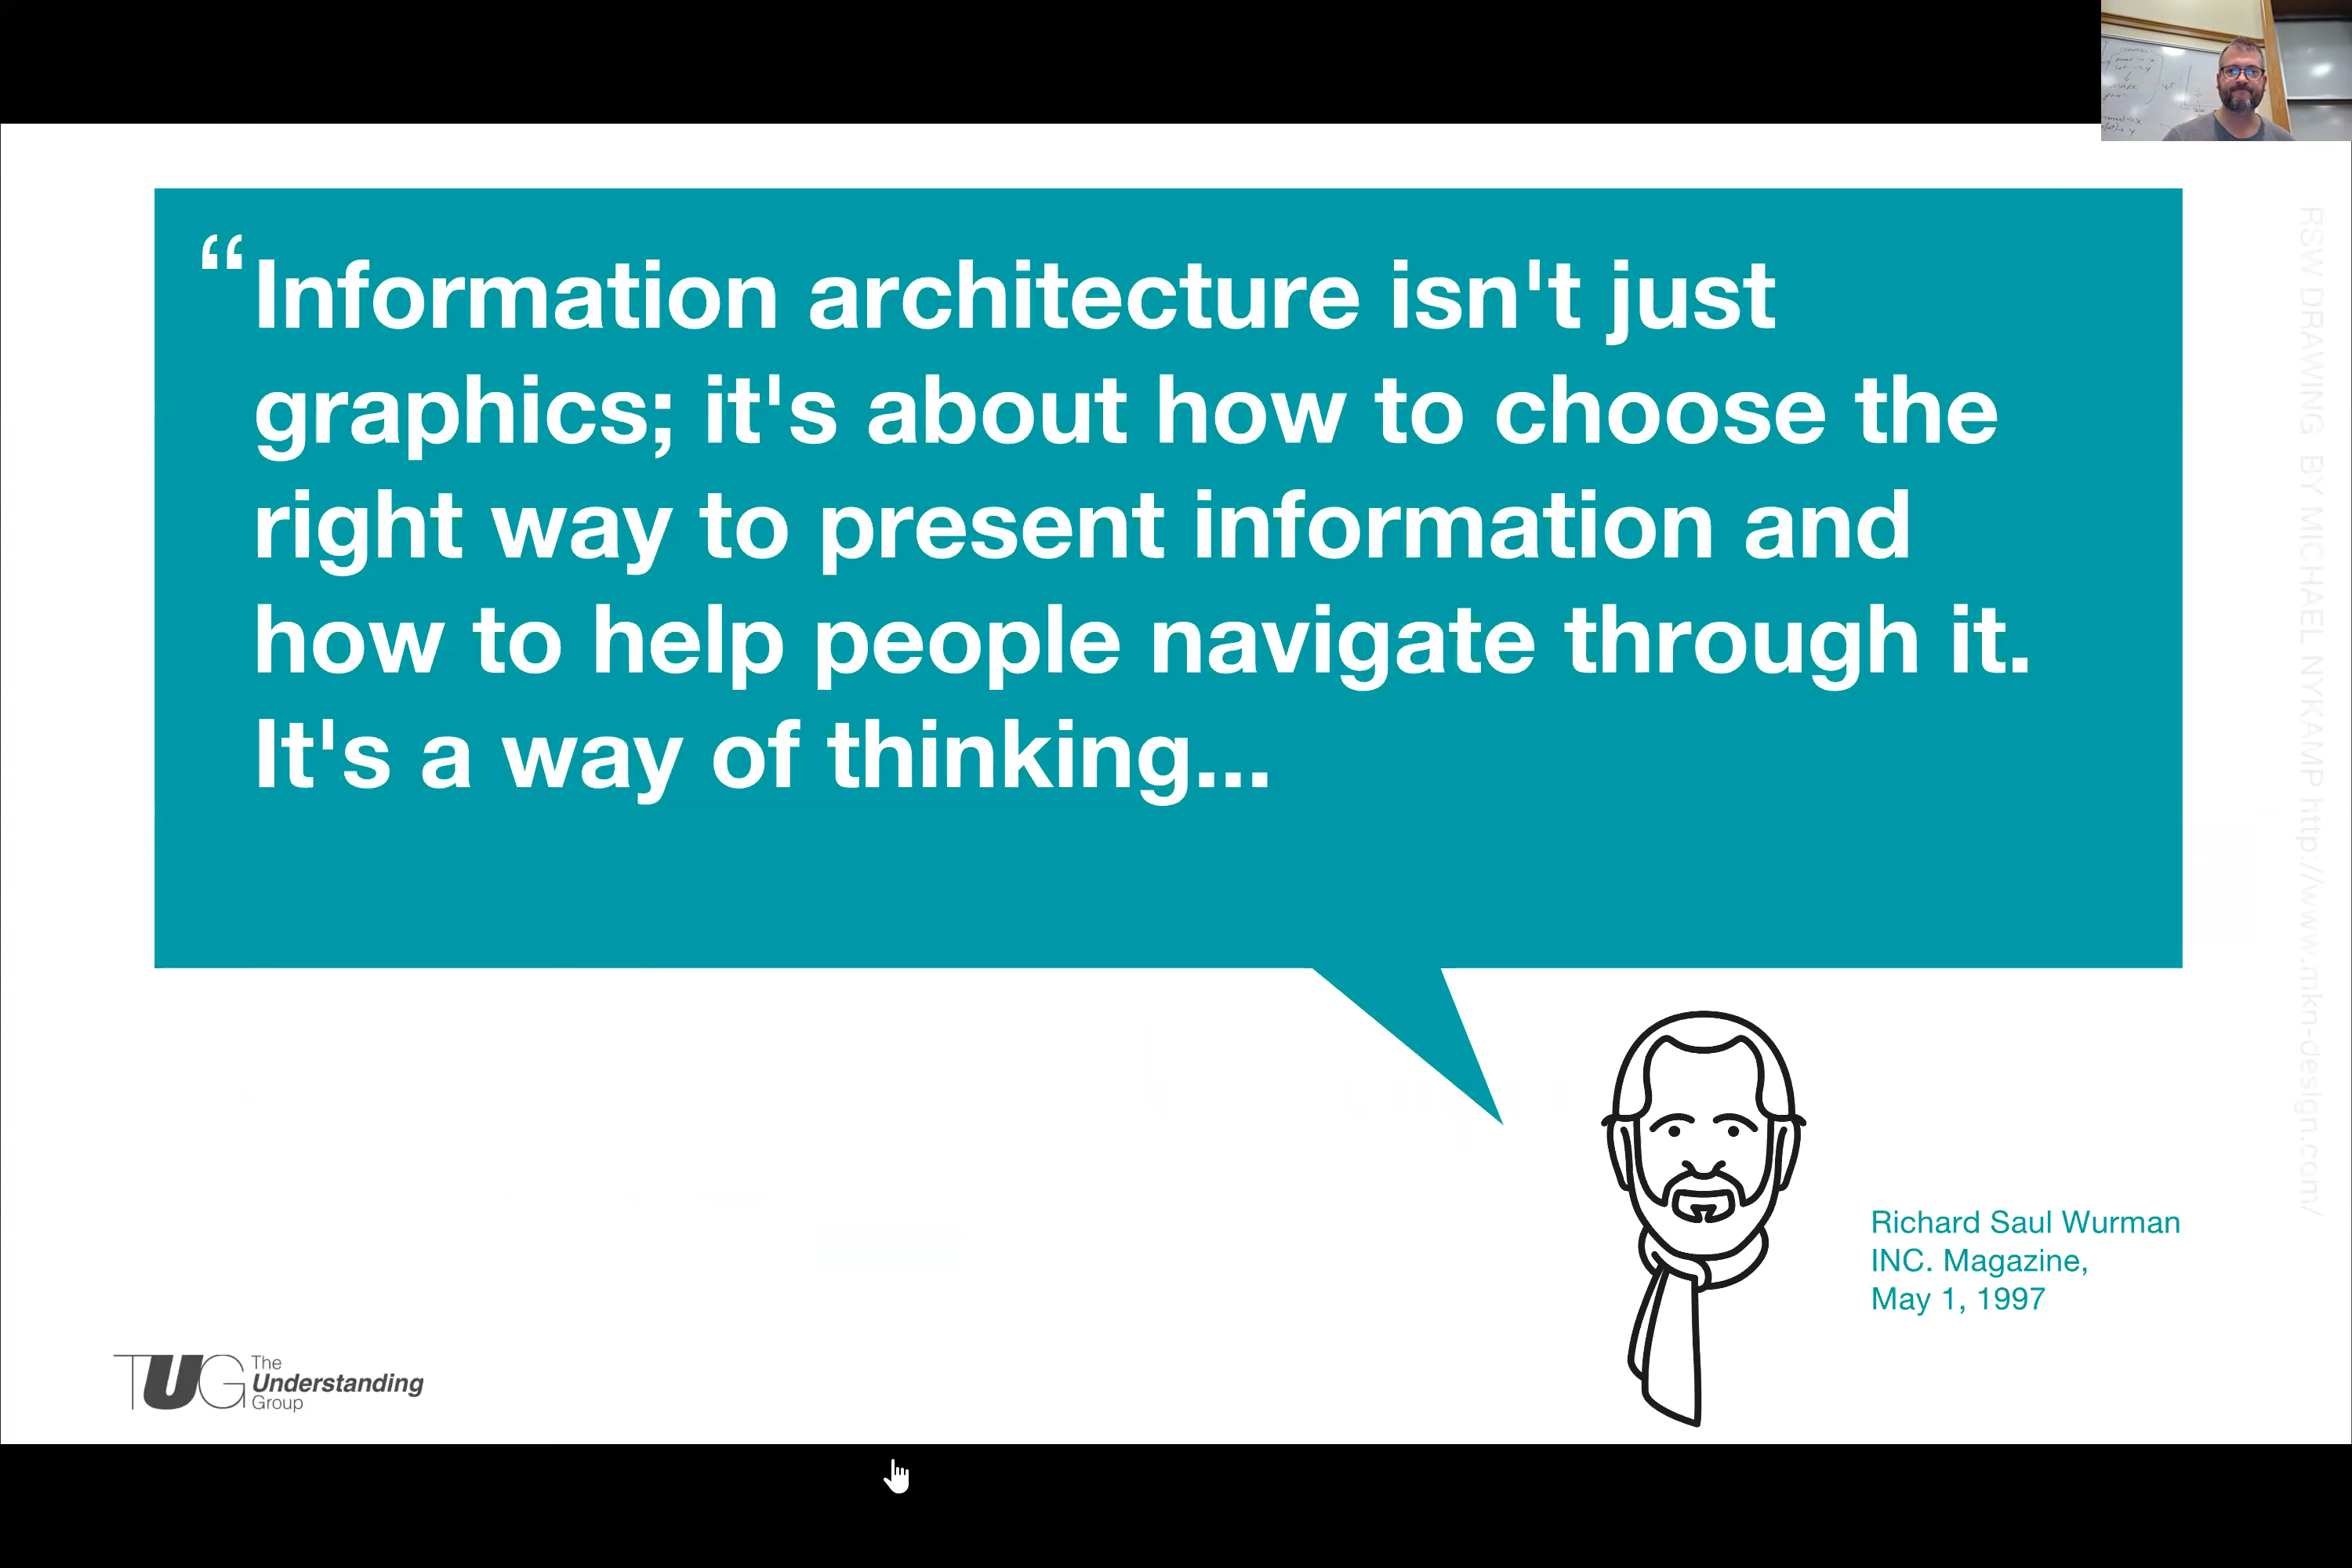 “Information architecture isn't just
graphics; it's about how to choose the
right way to present information and
how to help people navigate through it.
It's a way of thinking...
Richard Saul Wurman
INC. Magazine,
May 1, 1997
TUG The
Understanding
Group
RSW DRAWING BY MICHAEL NYKAMP http://www.mkn-design.com/